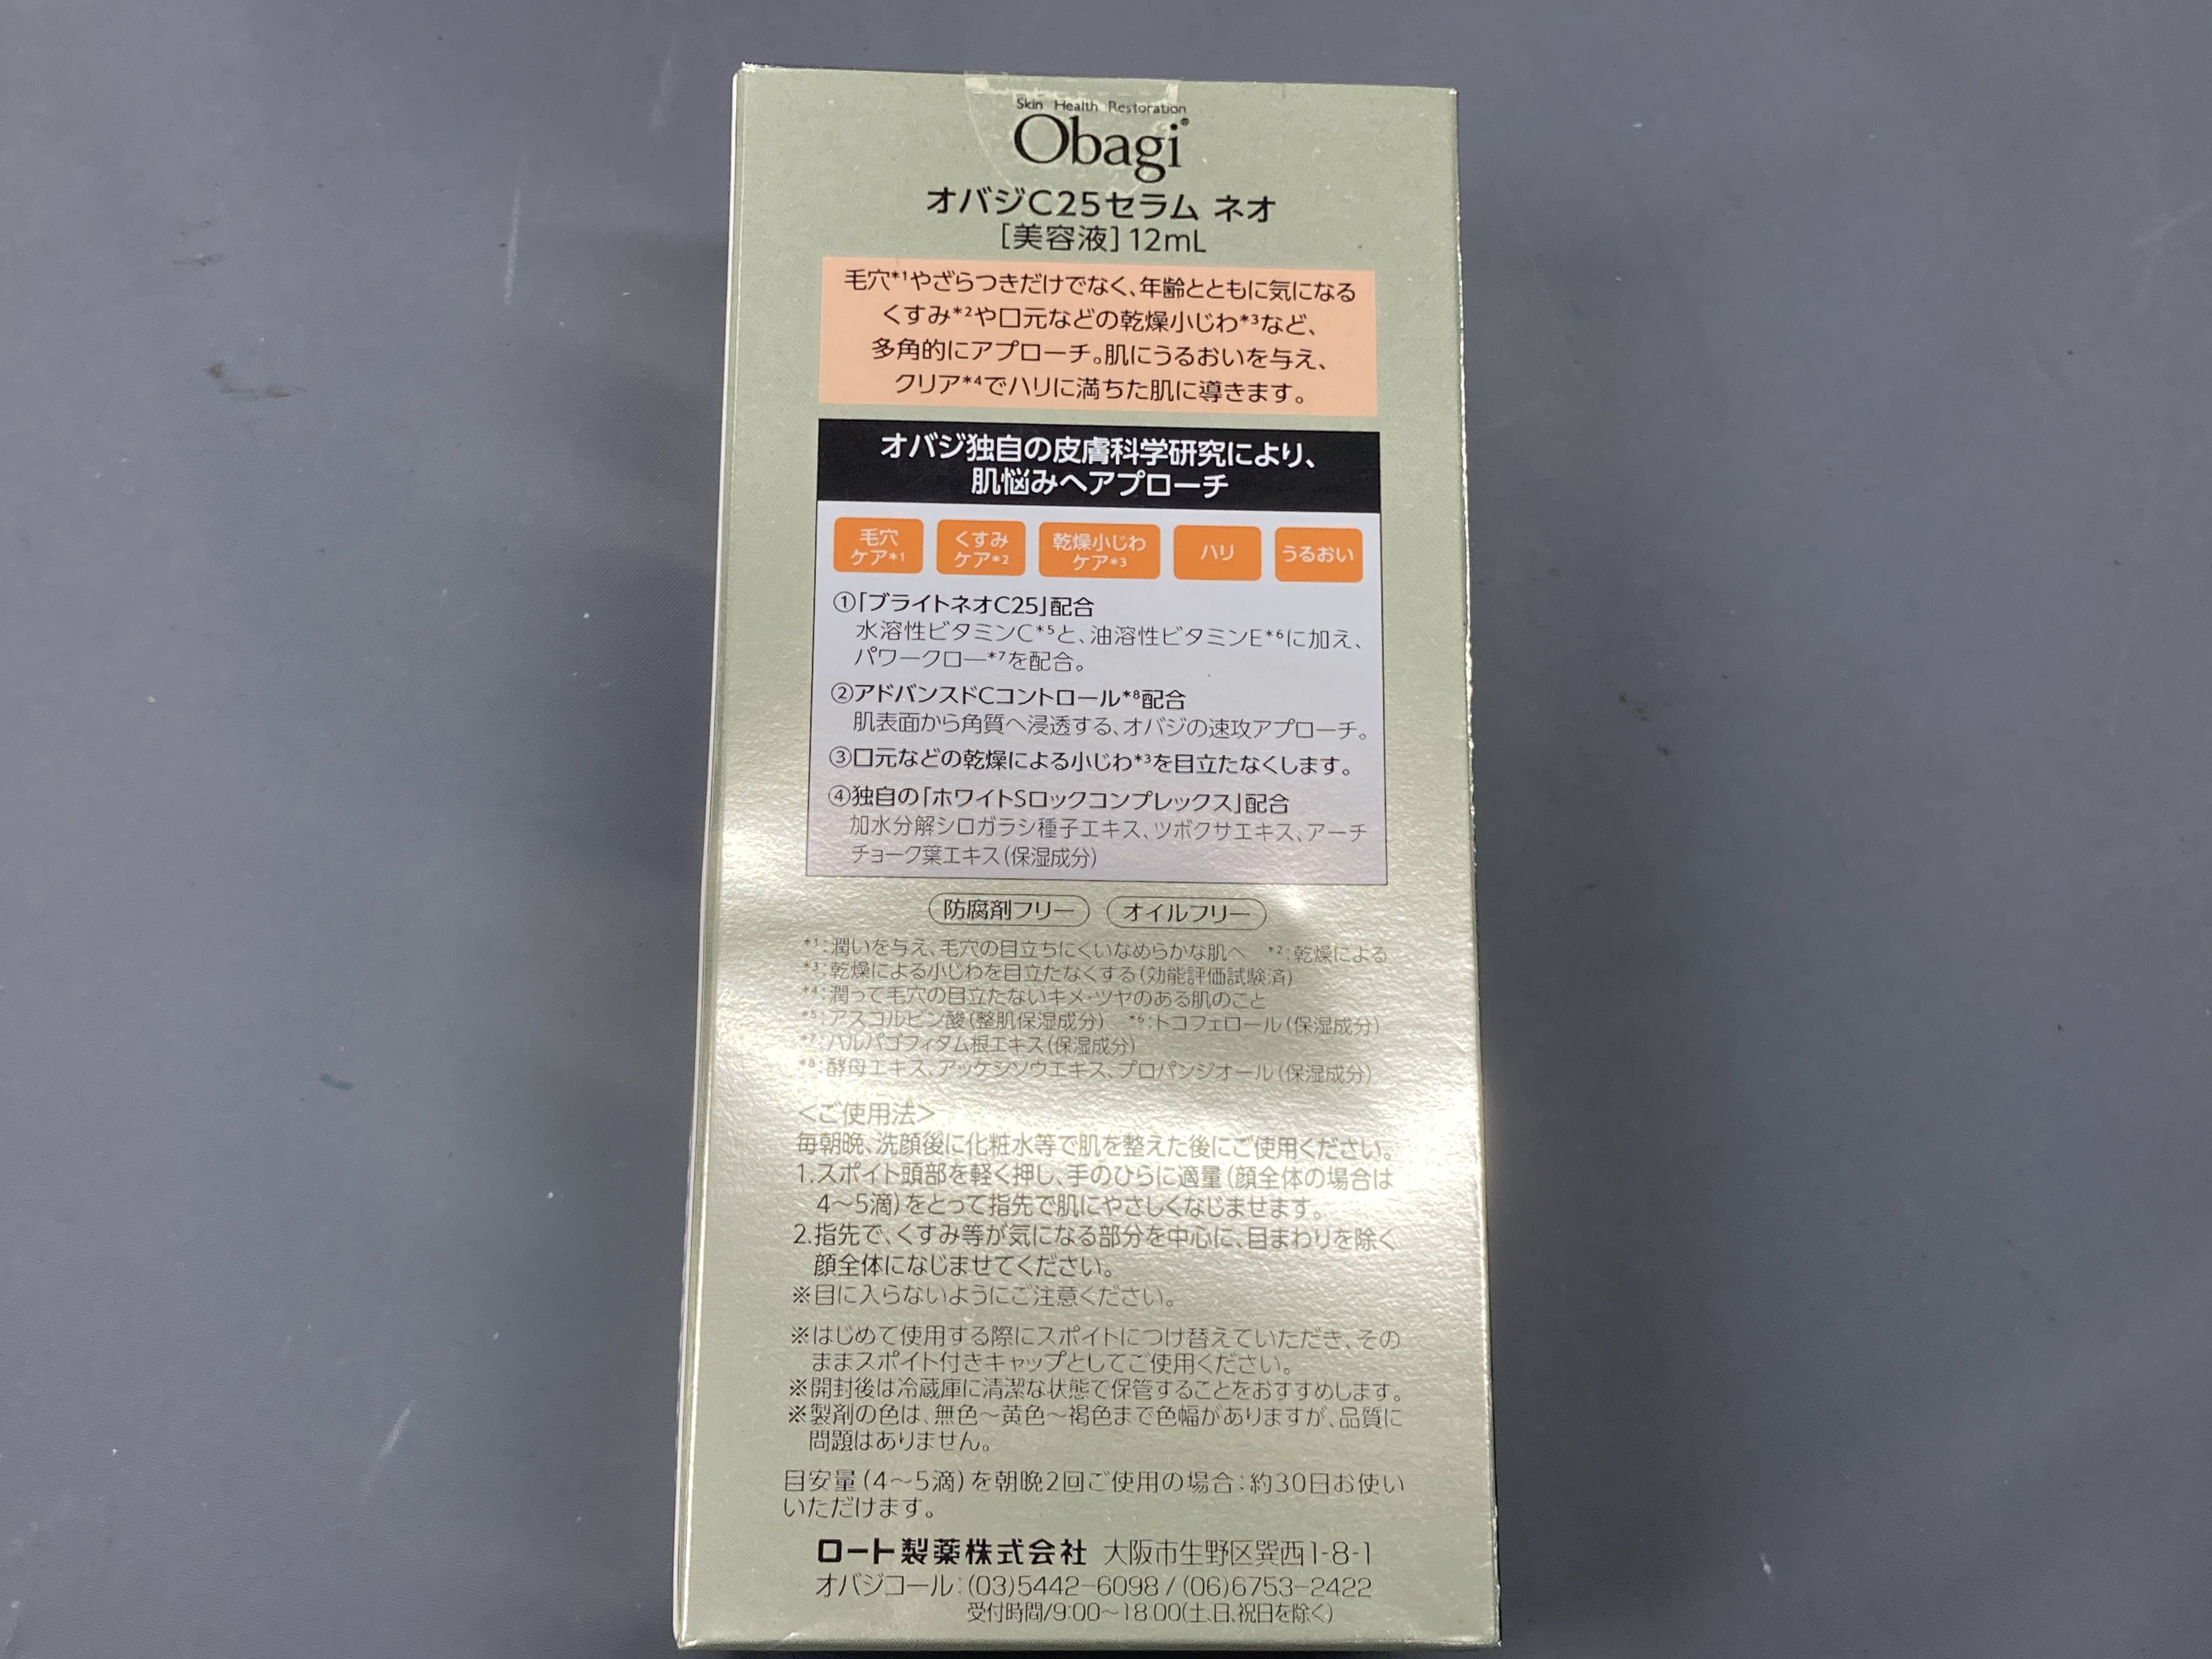 Skin Health Restoration
Obagi®
オバジC25セラム ネオ
[美容液]12mL
毛穴*1やざらつきだけでなく、年齢とともに気になる
くすみ*2や口元などの乾燥小じわ*3など、
多角的にアプローチ。肌にうるおいを与え、
クリア*4でハリに満ちた肌に導きます。
オバジ独自の皮膚科学研究により、
肌悩みへアプローチ
毛穴
ケア*1
くすみ
ケア*2
乾燥小じわ
ケア*3
ハリ
うるおい
①「ブライトネオC25」配合
水溶性ビタミンC*5と、油溶性ビタミンE*6に加え、
パワークロー*7を配合。
②アドバンスドCコントロール*8配合
肌表面から角質へ浸透する、オバジの速攻アプローチ。
③口元などの乾燥による小じわ*3を目立たなくします。
④独自の「ホワイトSロックコンプレックス」配合
加水分解シロガラシ種子エキス、ツボクサエキス、アーチ
チョーク葉エキス(保湿成分)
防腐剤フリー オイルフリー
*1:潤いを与え、毛穴の目立ちにくいなめらかな肌へ *2:乾燥による
*3:乾燥による小じわを目立たなくする(効能評価試験済)
*4:潤って毛穴の目立たないキメ・ツヤのある肌のこと
*5:アスコルビン酸(整肌保湿成分) *6:トコフェロール(保湿成分)
*7:ハルパゴフィタム根エキス(保湿成分)
*8:酵母エキス、アッケシソウエキス、プロパンジオール(保湿成分)
<ご使用法>
毎朝晩、洗顔後に化粧水等で肌を整えた後にご使用ください。
1.スポイト頭部を軽く押し、手のひらに適量(顔全体の場合は
4～5滴)をとって指先で肌にやさしくなじませます。
2.指先で、くすみ等が気になる部分を中心に、目まわりを除く
顔全体になじませてください。
※目に入らないようにご注意ください。
※はじめて使用する際にスポイトにつけ替えていただき、その
ままスポイト付きキャップとしてご使用ください。
※開封後は冷蔵庫に清潔な状態で保管することをおすすめします。
※製剤の色は、無色～黄色～褐色まで色幅がありますが、品質に
問題はありません。
目安量(4～5滴)を朝晩2回ご使用の場合:約30日お使い
いただけます。
ロート製薬株式会社 大阪市生野区巽西1-8-1
オバジコール:(03)5442-6098/(06)6753-2422
受付時間/9:00～18:00(土、日、祝日を除く)